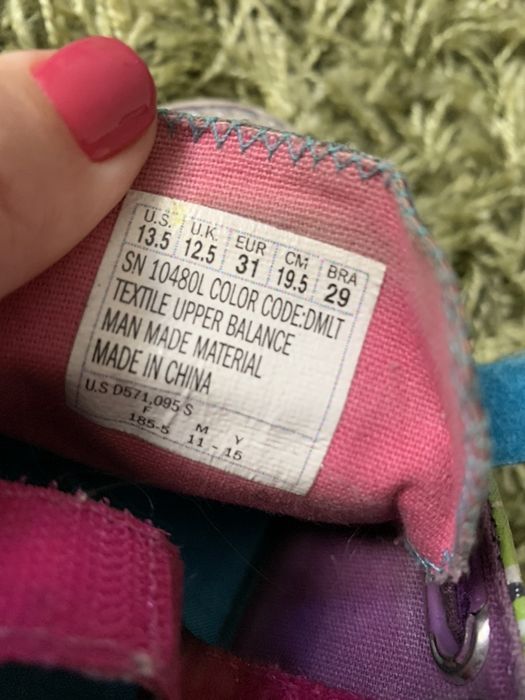 U.S. U.K. EUR CM BRA
13.5 12.5 31 19.5 29
SN 10480L COLOR CODE:DMLT
TEXTILE UPPER BALANCE
MAN MADE MATERIAL
MADE IN CHINA
U.S D571,095 S
F M Y
185-5 11 - 15